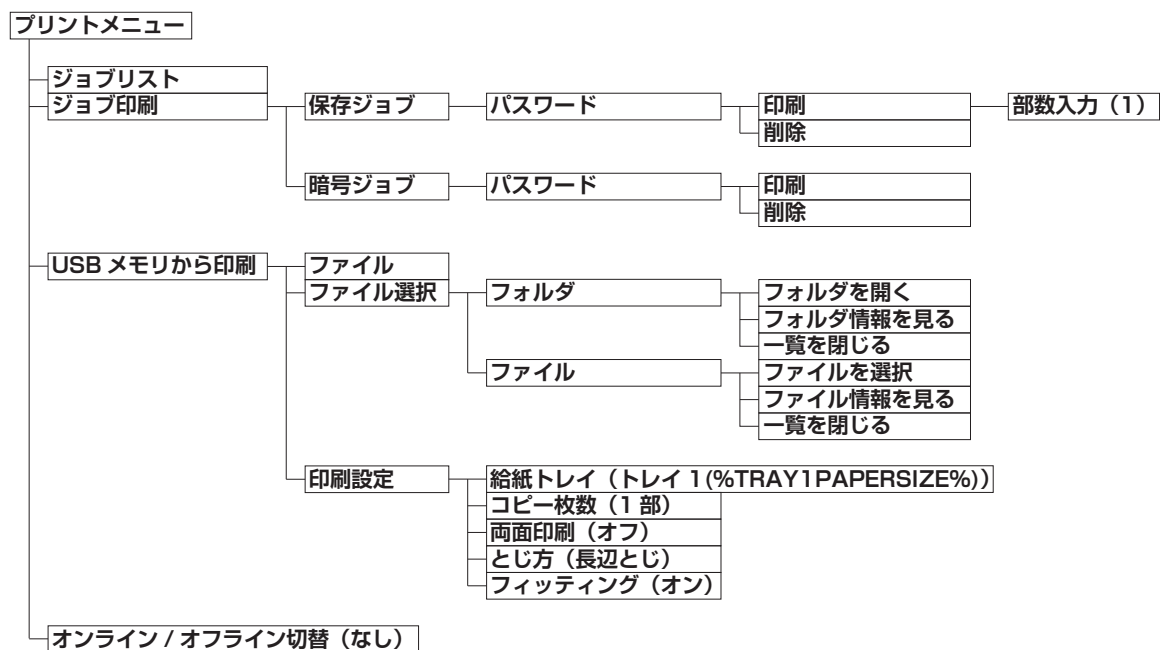 プリントメニュー
ジョブリスト
ジョブ印刷 保存ジョブ パスワード 印刷 部数入力（1）
削除
暗号ジョブ パスワード 印刷
削除
USB メモリから印刷 ファイル
ファイル選択 フォルダ フォルダを開く
フォルダ情報を見る
一覧を閉じる
ファイル ファイルを選択
ファイル情報を見る
一覧を閉じる
印刷設定 給紙トレイ（トレイ 1(%TRAY1PAPERSIZE%)）
コピー枚数（1 部）
両面印刷（オフ）
とじ方（長辺とじ）
フィッティング（オン）
オンライン / オフライン切替（なし）